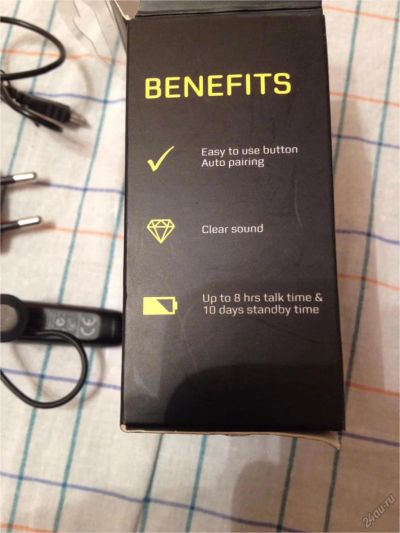 BENEFITS
Easy to use button
Auto pairing
Clear sound
Up to 8 hrs talk time &
10 days standby time
CE
24au.ru